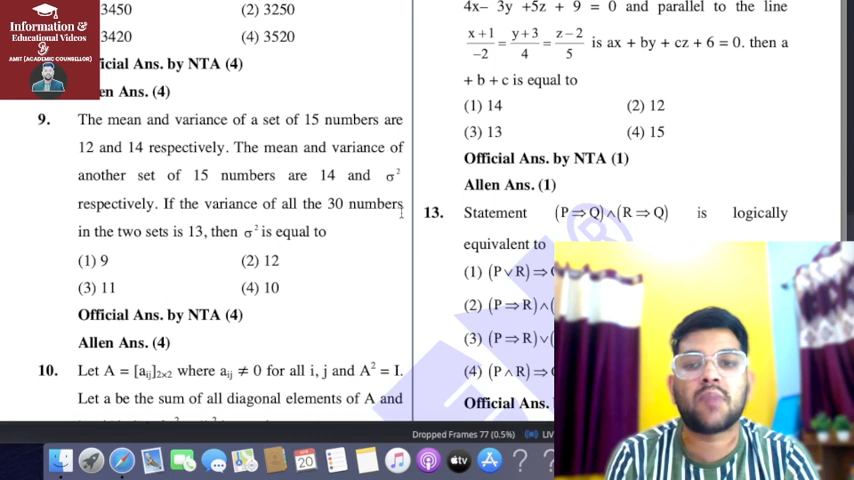 Information &
Educational Videos
BY
AMIT (ACADEMIC COUNSELLOR)
3450 (2) 3250
3420 (4) 3520
icial Ans. by NTA (4)
en Ans. (4)
9. The mean and variance of a set of 15 numbers are
12 and 14 respectively. The mean and variance of
another set of 15 numbers are 14 and σ²
respectively. If the variance of all the 30 numbers
in the two sets is 13, then σ² is equal to
(1) 9 (2) 12
(3) 11 (4) 10
Official Ans. by NTA (4)
Allen Ans. (4)
10. Let A = [aij]2×2 where aij ≠ 0 for all i, j and A² = I.
Let a be the sum of all diagonal elements of A and
4x– 3y +5z + 9 = 0 and parallel to the line
(x+1)/-2 = (y+3)/4 = (z−2)/5 is ax + by + cz + 6 = 0. then a
+ b + c is equal to
(1) 14 (2) 12
(3) 13 (4) 15
Official Ans. by NTA (1)
Allen Ans. (1)
13. Statement (P⇒Q)∧(R⇒Q) is logically
equivalent to
(1) (P∨R)⇒
(2) (P⇒R)∧(
(3) (P⇒R)∨(
(4) (P∧R)⇒
Official Ans.
®
Dropped Frames 77 (0.5%) LIV
20
tv